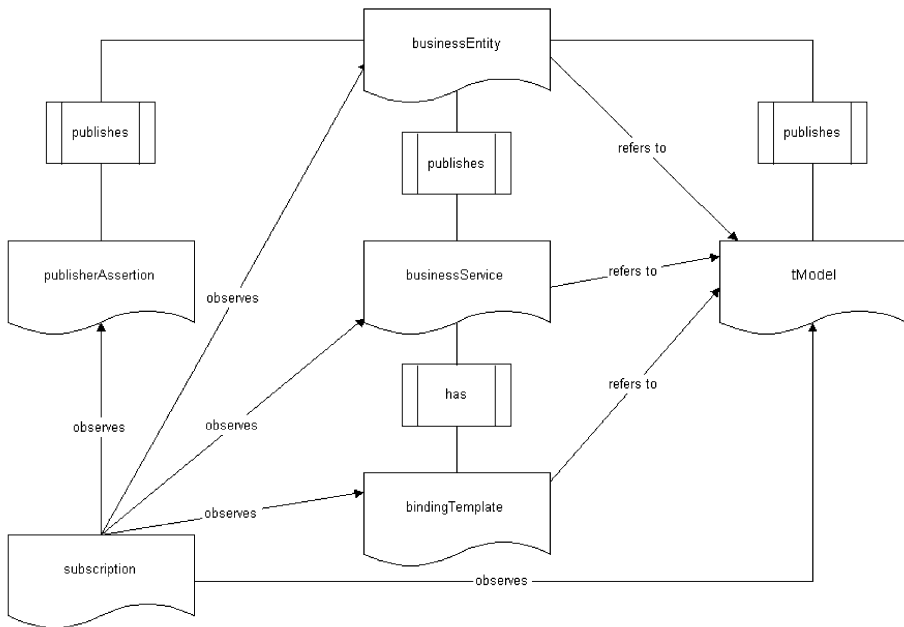 businessEntity
publishes
publishes
publishes
refers to
publisherAssertion
businessService
tModel
refers to
observes
has
refers to
observes
observes
bindingTemplate
observes
subscription
observes